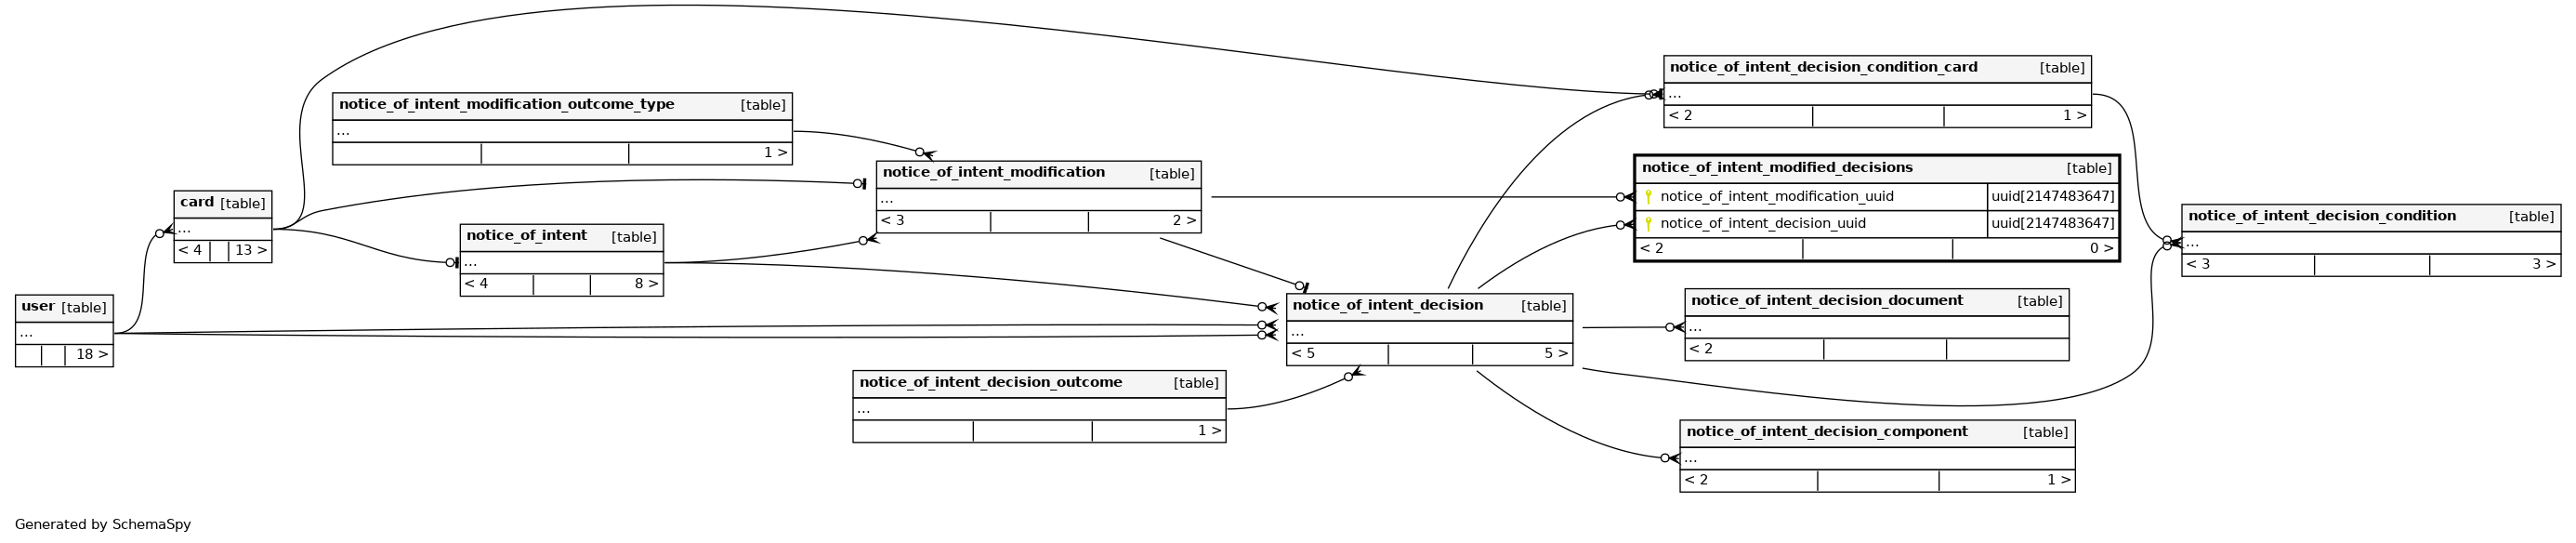 notice_of_intent_decision_condition_card [table]
...
< 2 1 >
notice_of_intent_modification_outcome_type [table]
...
1 >
notice_of_intent_modified_decisions [table]
notice_of_intent_modification_uuid uuid[2147483647]
notice_of_intent_decision_uuid uuid[2147483647]
< 2 0 >
notice_of_intent_modification [table]
...
< 3 2 >
card [table]
...
< 4 13 >
notice_of_intent_decision_condition [table]
...
< 3 3 >
notice_of_intent [table]
...
< 4 8 >
user [table]
...
18 >
notice_of_intent_decision [table]
...
< 5 5 >
notice_of_intent_decision_document [table]
...
< 2
notice_of_intent_decision_outcome [table]
...
1 >
notice_of_intent_decision_component [table]
...
< 2 1 >
Generated by SchemaSpy